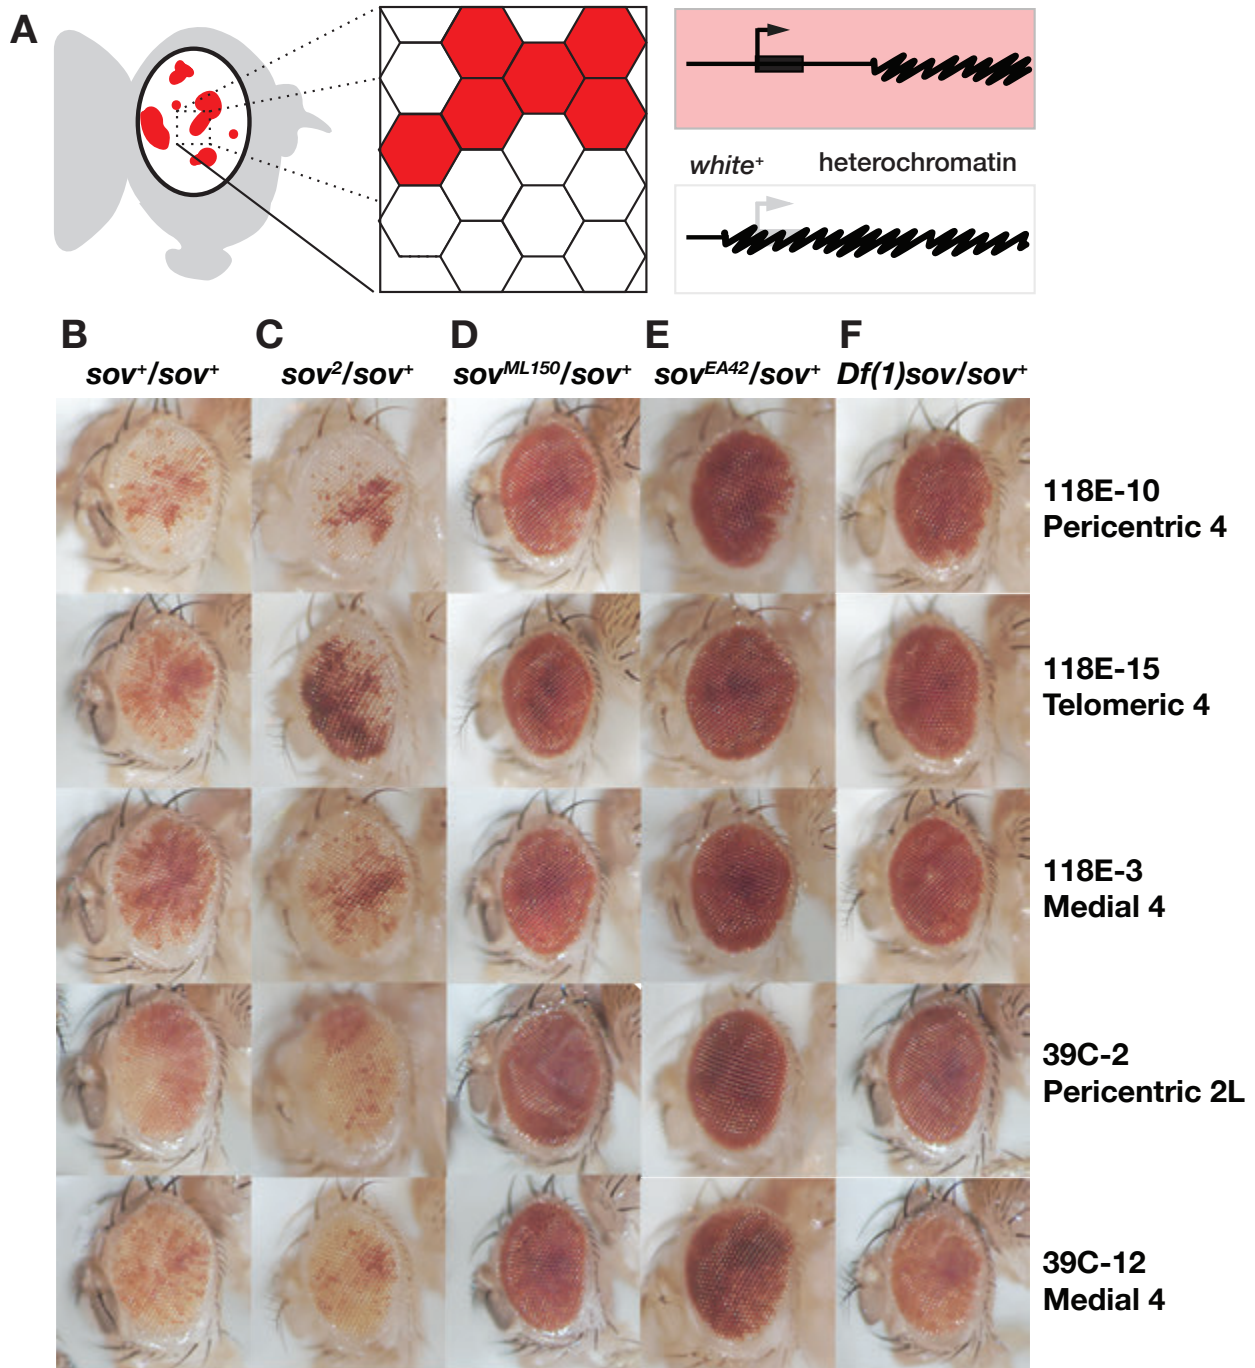 A
white⁺
heterochromatin
B
C
D
E
F
sov⁺/sov⁺
sov²/sov⁺
sovᴹᴸ¹⁵⁰/sov⁺
sovᴱᴬ⁴²/sov⁺
Df(1)sov/sov⁺
118E-10
Pericentric 4
118E-15
Telomeric 4
118E-3
Medial 4
39C-2
Pericentric 2L
39C-12
Medial 4